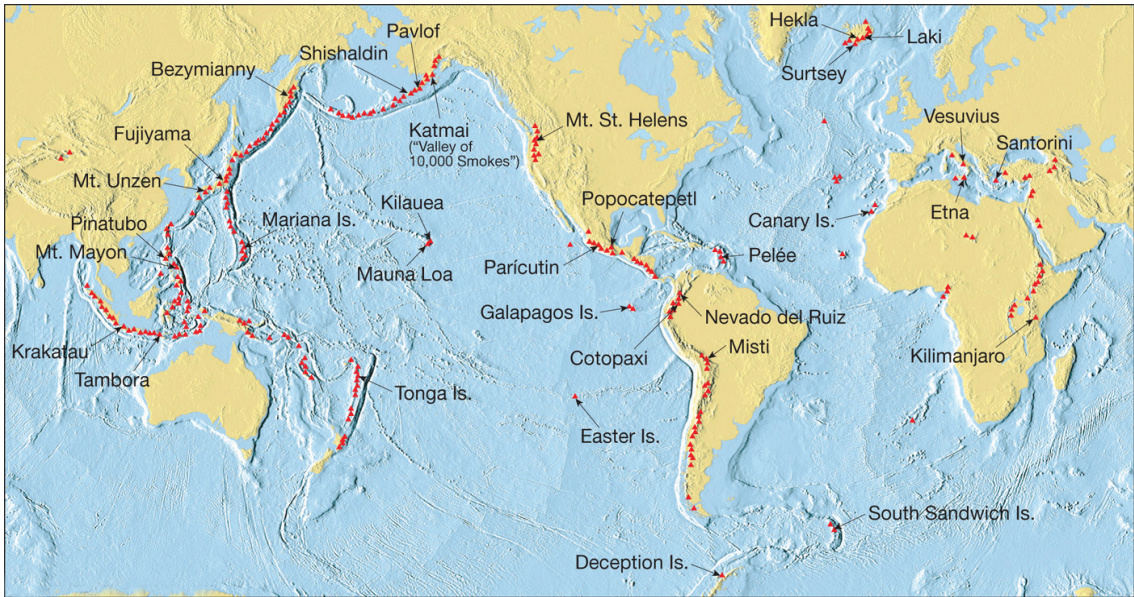 Hekla
Laki
Surtsey
Pavlof
Shishaldin
Bezymianny
Katmai
("Valley of
10,000 Smokes")
Mt. St. Helens
Vesuvius
Santorini
Fujiyama
Mt. Unzen
Pinatubo
Mt. Mayon
Mariana Is.
Kilauea
Mauna Loa
Popocatepetl
Parícutin
Pelée
Canary Is.
Etna
Galapagos Is.
Nevado del Ruiz
Cotopaxi
Misti
Kilimanjaro
Krakatau
Tambora
Tonga Is.
Easter Is.
South Sandwich Is.
Deception Is.